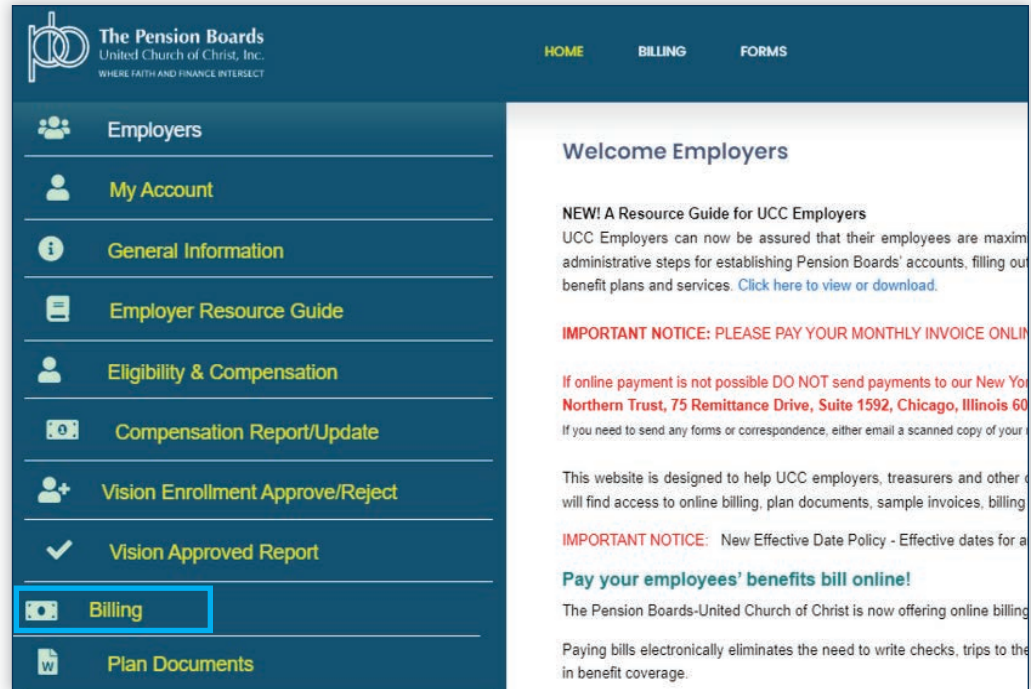 The Pension Boards
United Church of Christ, Inc.
WHERE FAITH AND FINANCE INTERSECT
HOME BILLING FORMS
Employers
My Account
General Information
Employer Resource Guide
Eligibility & Compensation
Compensation Report/Update
Vision Enrollment Approve/Reject
Vision Approved Report
Billing
Plan Documents
Welcome Employers
NEW! A Resource Guide for UCC Employers
UCC Employers can now be assured that their employees are maxim
administrative steps for establishing Pension Boards' accounts, filling out
benefit plans and services. Click here to view or download.
IMPORTANT NOTICE: PLEASE PAY YOUR MONTHLY INVOICE ONLIN
If online payment is not possible DO NOT send payments to our New Yor
Northern Trust, 75 Remittance Drive, Suite 1592, Chicago, Illinois 60
If you need to send any forms or correspondence, either email a scanned copy of your
This website is designed to help UCC employers, treasurers and other
will find access to online billing, plan documents, sample invoices, billing
IMPORTANT NOTICE: New Effective Date Policy - Effective dates for a
Pay your employees' benefits bill online!
The Pension Boards-United Church of Christ is now offering online billing
Paying bills electronically eliminates the need to write checks, trips to the
in benefit coverage.